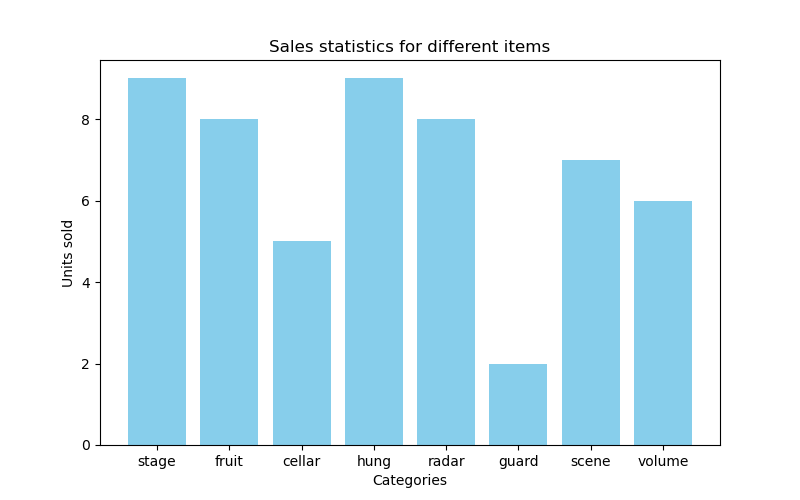 Sales statistics for different items
Units sold
8
6
4
2
0
stage fruit cellar hung radar guard scene volume
Categories